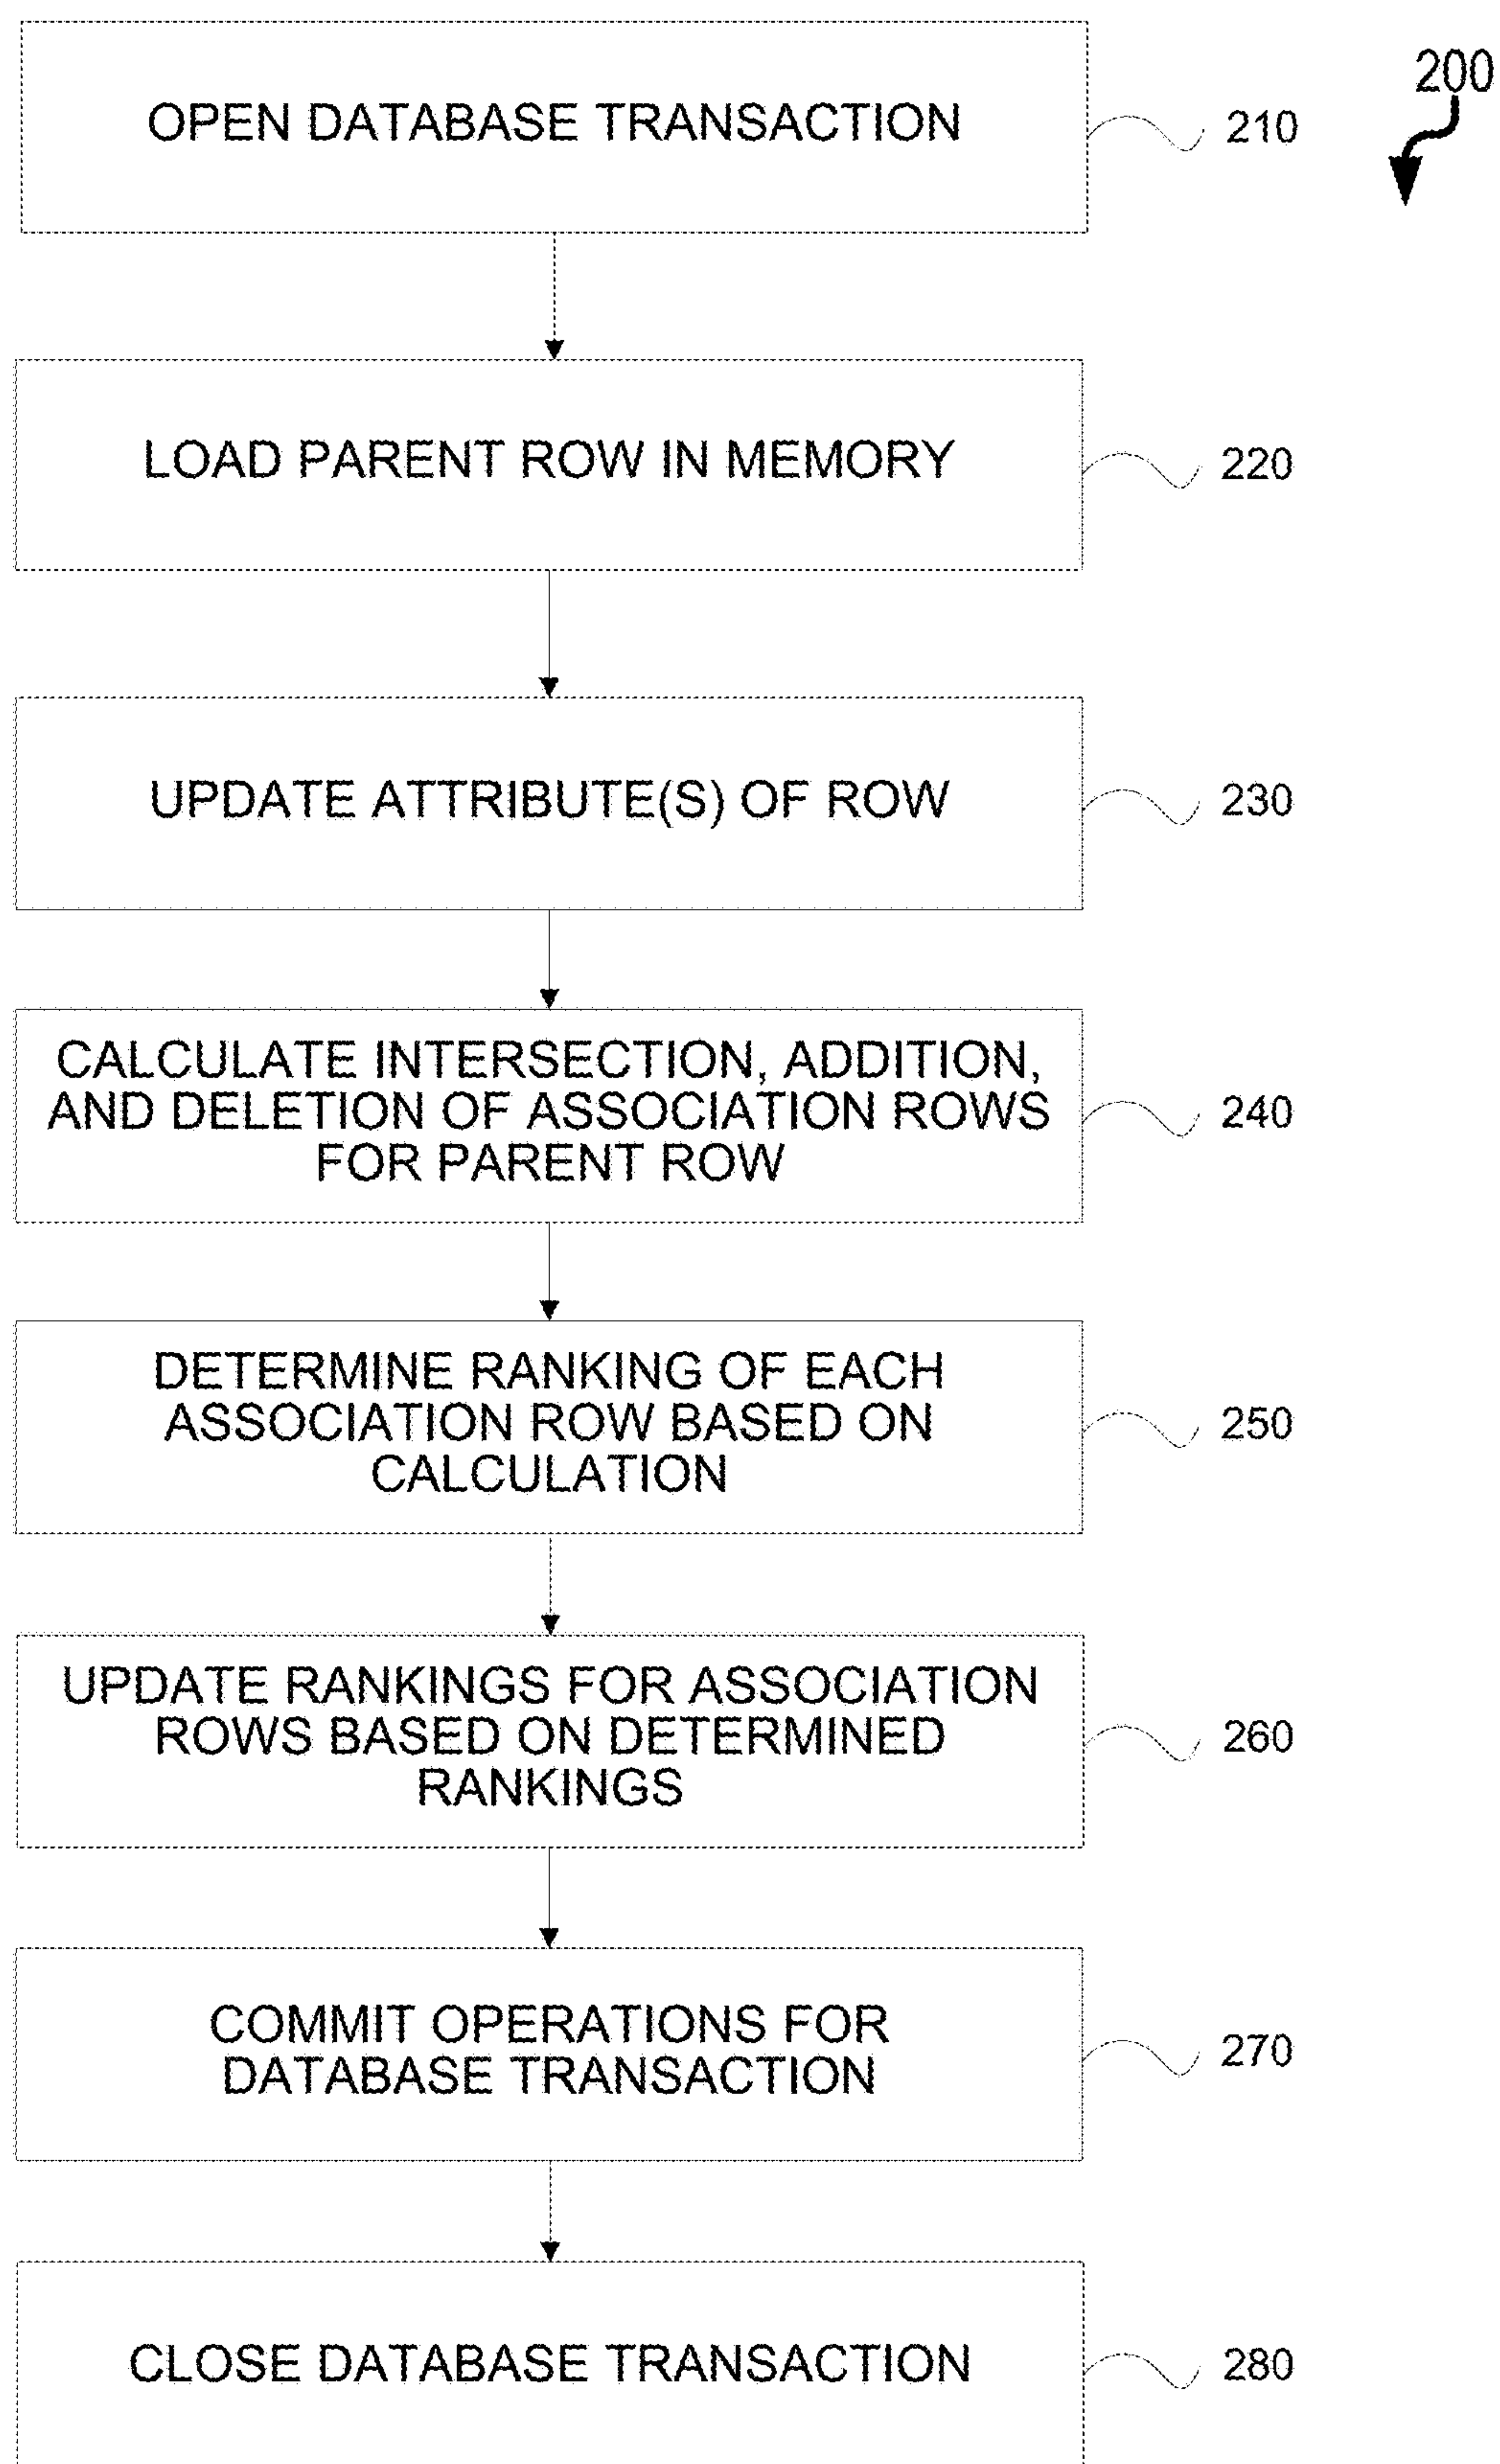 200
OPEN DATABASE TRANSACTION
210
LOAD PARENT ROW IN MEMORY
220
UPDATE ATTRIBUTE(S) OF ROW
230
CALCULATE INTERSECTION, ADDITION,
AND DELETION OF ASSOCIATION ROWS
FOR PARENT ROW
240
DETERMINE RANKING OF EACH
ASSOCIATION ROW BASED ON
CALCULATION
250
UPDATE RANKINGS FOR ASSOCIATION
ROWS BASED ON DETERMINED
RANKINGS
260
COMMIT OPERATIONS FOR
DATABASE TRANSACTION
270
CLOSE DATABASE TRANSACTION
280